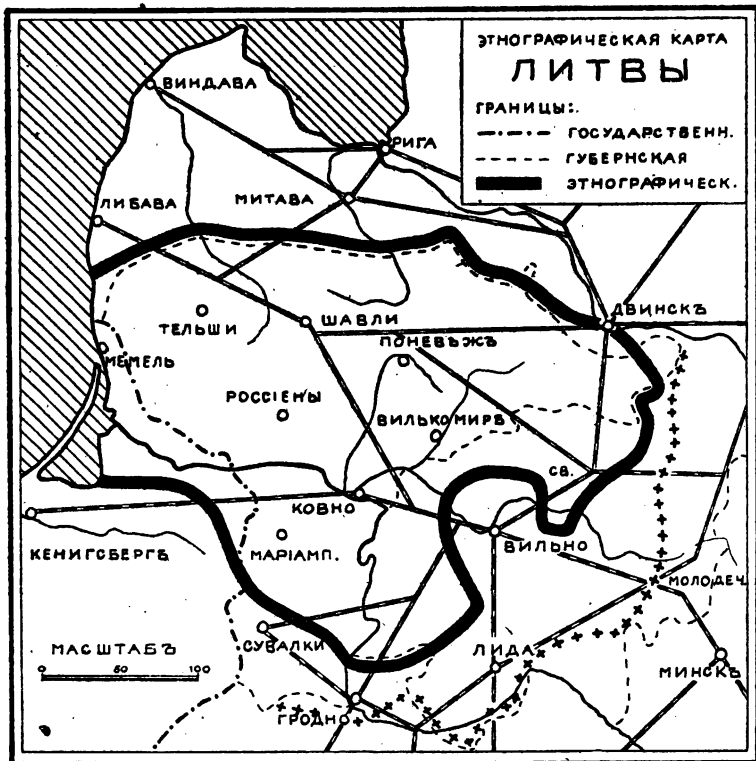 ЭТНОГРАФИЧЕСКАЯ КАРТА
ЛИТВЫ
ГРАНИЦЫ:
ГОСУДАРСТВЕНН.
ГУБЕРНСКАЯ
ЭТНОГРАФИЧЕСК.
ВИНДАВА
РИГА
МИТАВА
ЛИБАВА
ДВИНСКЪ
ТЕЛЬШИ
ШАВЛИ
ПОНЕВѢЖЪ
МЕМЕЛЬ
РОССІЕНЫ
ВИЛЬКОМИРЪ
СВ.
КОВНО
ВИЛЬНО
КЕНИГСБЕРГЪ
МАРІАМП.
МОЛОДЕЧ.
СУВАЛКИ
ЛИДА
МИНСКЪ
МАСШТАБЪ
0 50 100
ГРОДНО